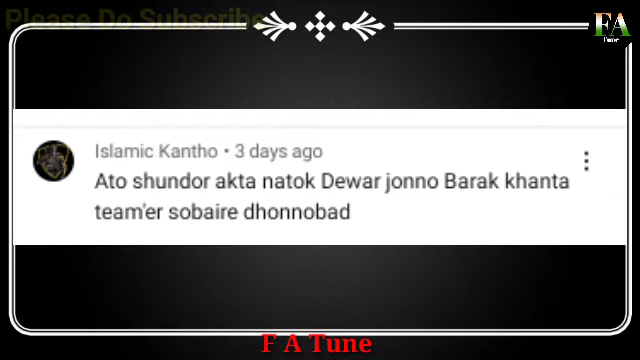 Please Do Subscribe
FA
Tune
Islamic Kantho • 3 days ago
Ato shundor akta natok Dewar jonno Barak khanta
team'er sobaire dhonnobad
F A Tune